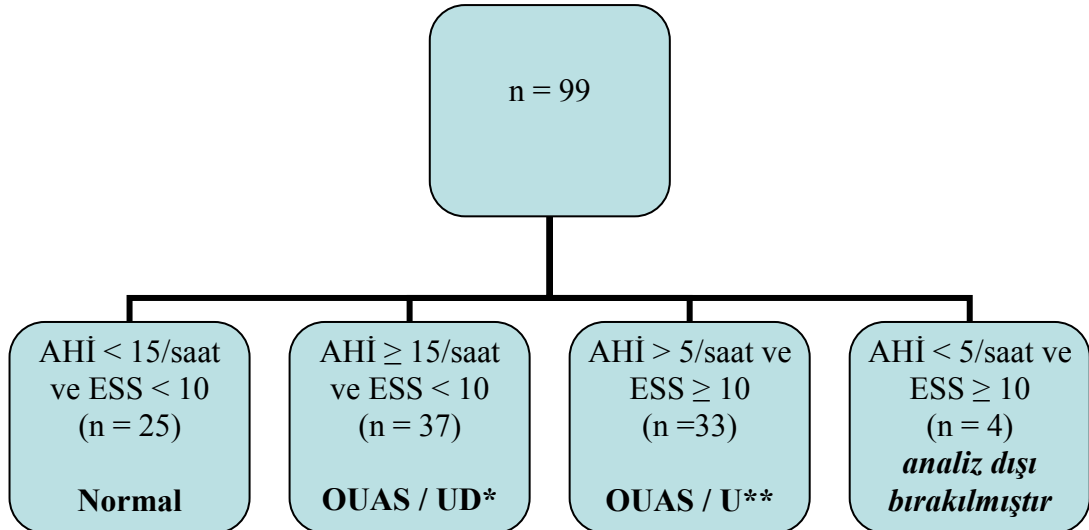 n = 99
AHİ < 15/saat
ve ESS < 10
(n = 25)
Normal
AHİ ≥ 15/saat
ve ESS < 10
(n = 37)
OUAS / UD*
AHİ > 5/saat ve
ESS ≥ 10
(n =33)
OUAS / U**
AHİ < 5/saat ve
ESS ≥ 10
(n = 4)
analiz dışı
bırakılmıştır